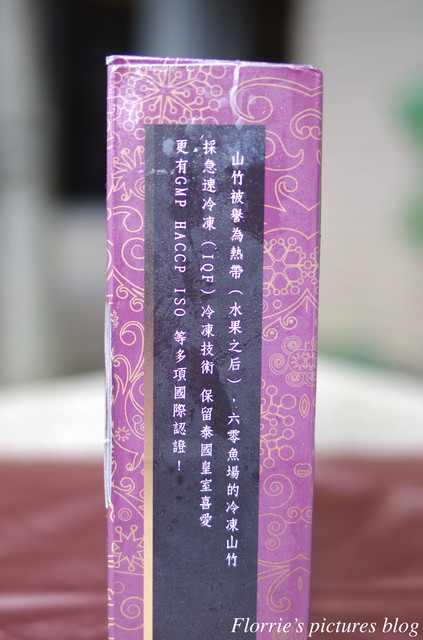 山竹被譽為熱帶（水果之后）．六零魚場的冷凍山竹
採急速冷凍（IQF）冷凍技術 保留泰國皇室喜愛
更有GMP HACCP ISO 等多項國際認證！
Florrie's pictures blog